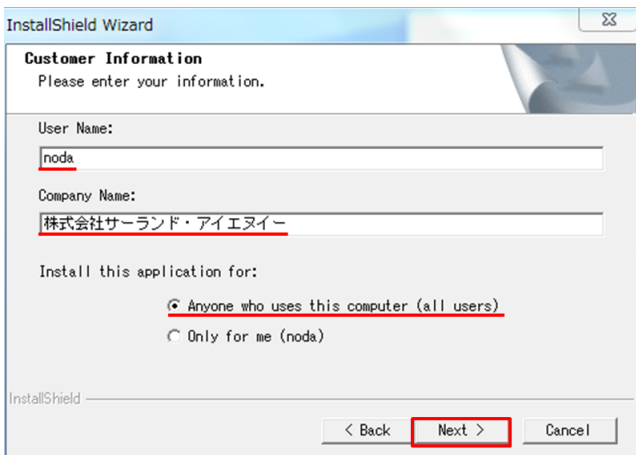 InstallShield Wizard
Customer Information
Please enter your information.
User Name:
noda
Company Name:
株式会社サーランド・アイエヌイー
Install this application for:
Anyone who uses this computer (all users)
Only for me (noda)
InstallShield
< Back Next > Cancel